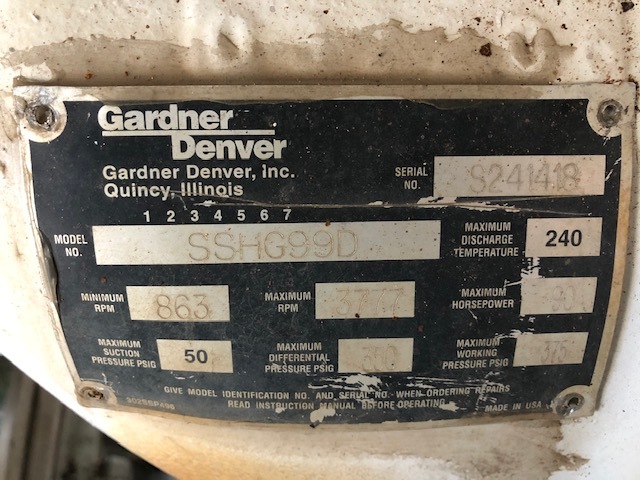 Gardner
Denver
Gardner Denver, Inc.
Quincy, Illinois
SERIAL NO. S241418
1 2 3 4 5 6 7
MODEL NO. SSHG99D
MAXIMUM DISCHARGE TEMPERATURE 240
MINIMUM RPM 863
MAXIMUM RPM 3777
MAXIMUM HORSEPOWER
MAXIMUM SUCTION PRESSURE PSIG 50
MAXIMUM DIFFERENTIAL PRESSURE PSIG
MAXIMUM WORKING PRESSURE PSIG
GIVE MODEL IDENTIFICATION NO. AND SERIAL NO. WHEN ORDERING REPAIRS
READ INSTRUCTION MANUAL BEFORE OPERATING
MADE IN USA